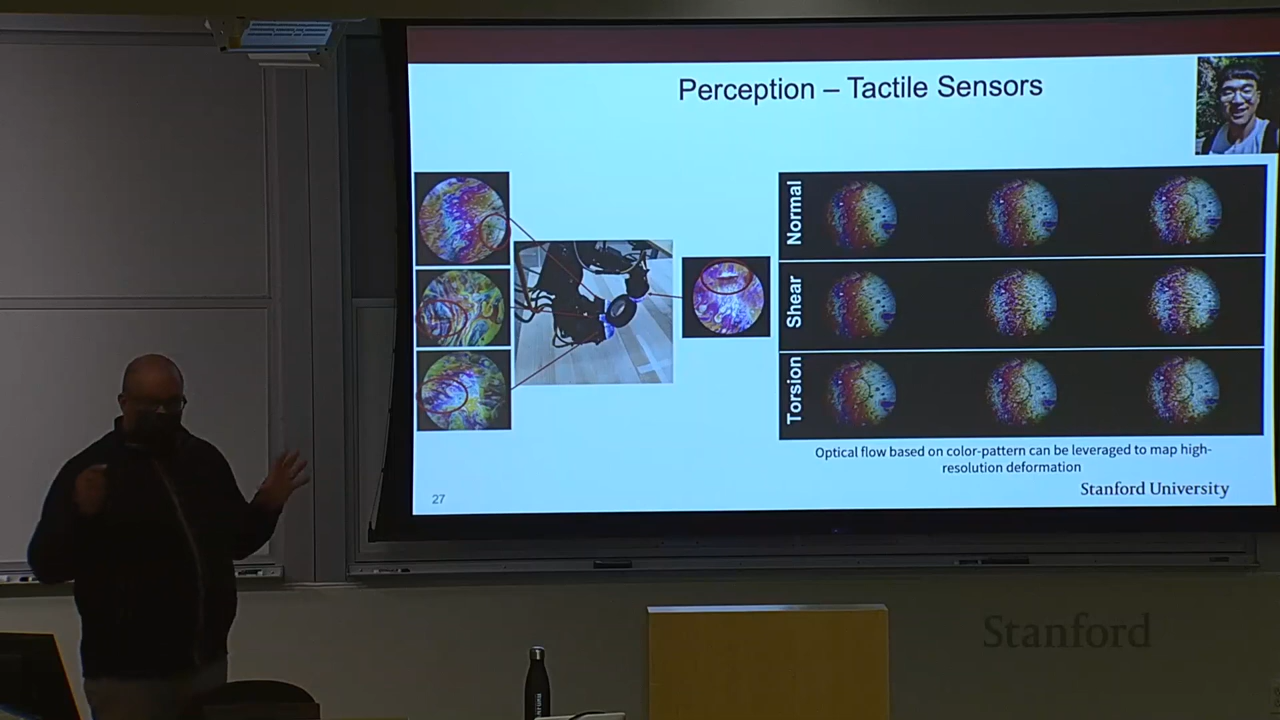 Perception – Tactile Sensors
Normal
Shear
Torsion
Optical flow based on color-pattern can be leveraged to map high-
resolution deformation
27
Stanford University
Stanford